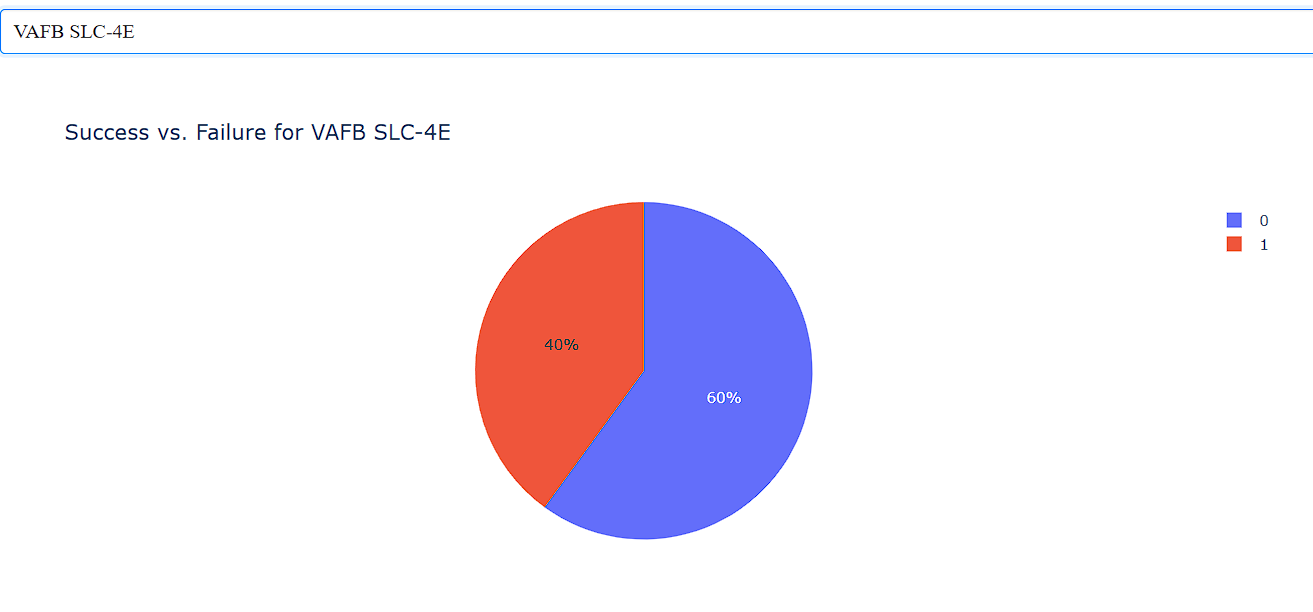 VAFB SLC-4E
Success vs. Failure for VAFB SLC-4E
0
1
40%
60%